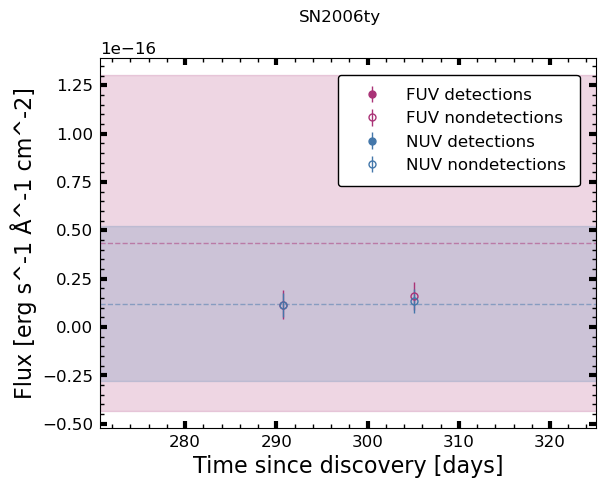 SN2006ty
1e−16
1.25
1.00
0.75
0.50
0.25
0.00
−0.25
−0.50
Flux [erg s^-1 Å^-1 cm^-2]
FUV detections
FUV nondetections
NUV detections
NUV nondetections
280 290 300 310 320
Time since discovery [days]